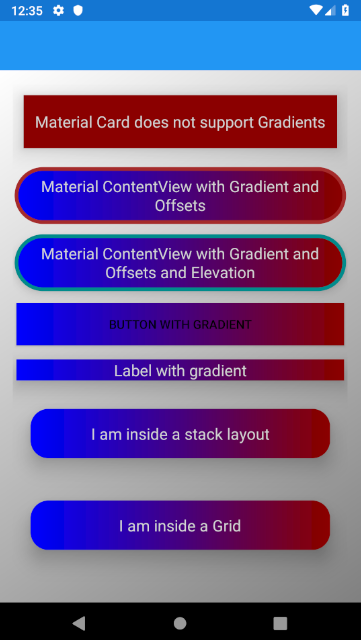 12:35
Material Card does not support Gradients
Material ContentView with Gradient and
Offsets
Material ContentView with Gradient and
Offsets and Elevation
BUTTON WITH GRADIENT
Label with gradient
I am inside a stack layout
I am inside a Grid